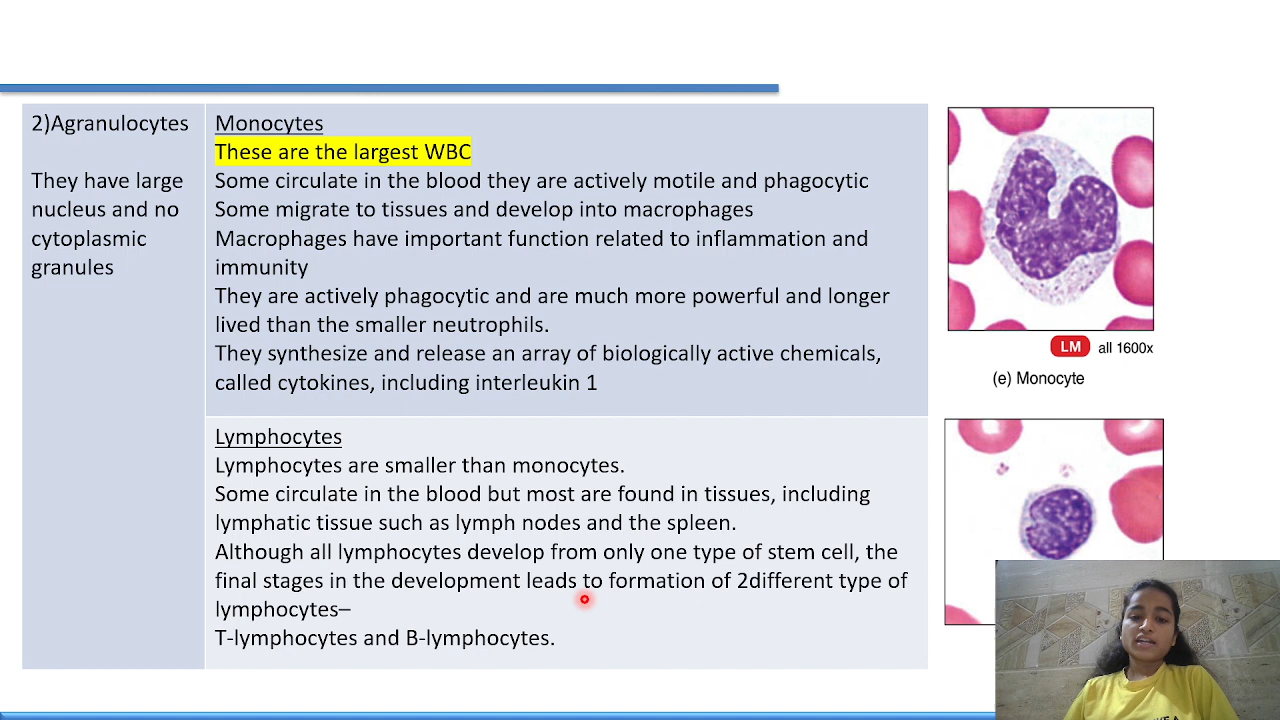 2)Agranulocytes
They have large
nucleus and no
cytoplasmic
granules
Monocytes
These are the largest WBC
Some circulate in the blood they are actively motile and phagocytic
Some migrate to tissues and develop into macrophages
Macrophages have important function related to inflammation and
immunity
They are actively phagocytic and are much more powerful and longer
lived than the smaller neutrophils.
They synthesize and release an array of biologically active chemicals,
called cytokines, including interleukin 1
Lymphocytes
Lymphocytes are smaller than monocytes.
Some circulate in the blood but most are found in tissues, including
lymphatic tissue such as lymph nodes and the spleen.
Although all lymphocytes develop from only one type of stem cell, the
final stages in the development leads to formation of 2different type of
lymphocytes–
T-lymphocytes and B-lymphocytes.
LM all 1600x
(e) Monocyte